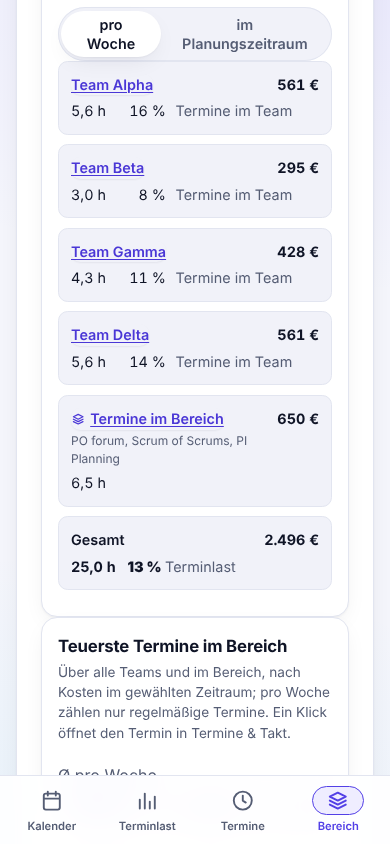 pro
Woche
im
Planungszeitraum
Team Alpha 561 €
5,6 h 16 % Termine im Team
Team Beta 295 €
3,0 h 8 % Termine im Team
Team Gamma 428 €
4,3 h 11 % Termine im Team
Team Delta 561 €
5,6 h 14 % Termine im Team
Termine im Bereich 650 €
PO forum, Scrum of Scrums, PI
Planning
6,5 h
Gesamt 2.496 €
25,0 h 13 % Terminlast
Teuerste Termine im Bereich
Über alle Teams und im Bereich, nach
Kosten im gewählten Zeitraum; pro Woche
zählen nur regelmäßige Termine. Ein Klick
öffnet den Termin in Termine & Takt.
Ø pro Woche
Kalender Terminlast Termine Bereich